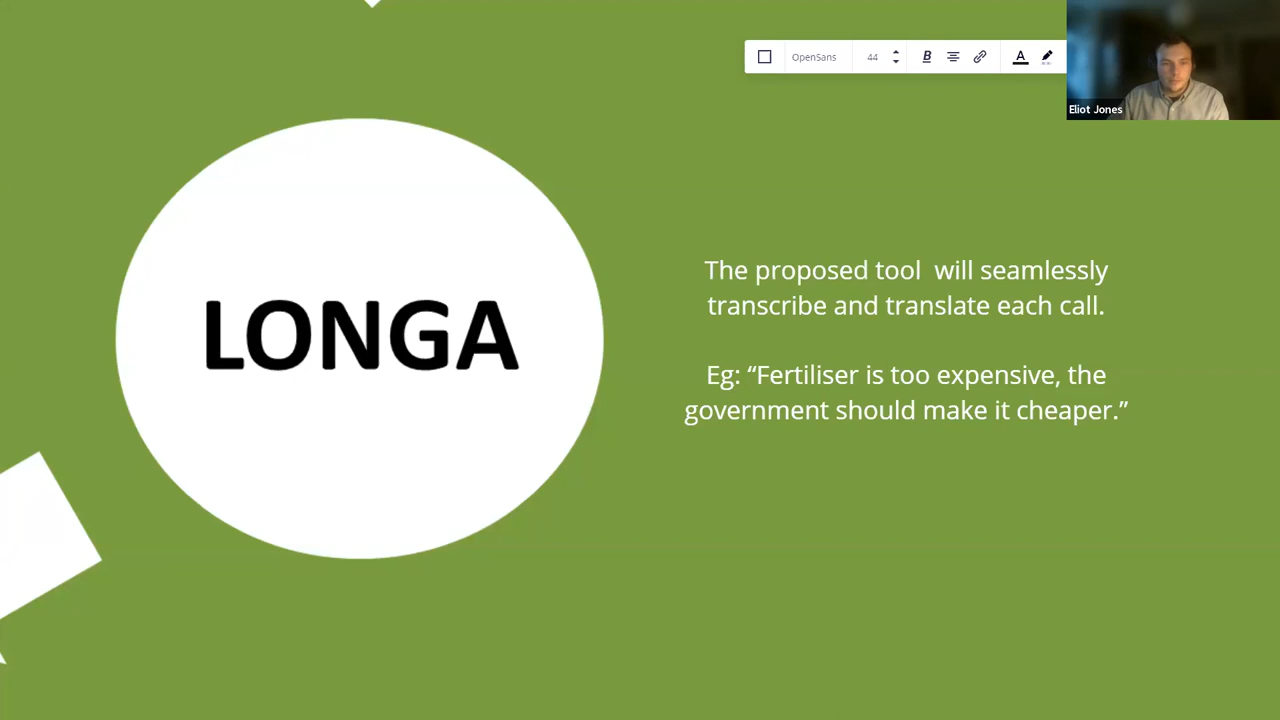 OpenSans
44
B
A
Eliot Jones
LONGA
The proposed tool  will seamlessly
transcribe and translate each call.
Eg: “Fertiliser is too expensive, the
government should make it cheaper.”